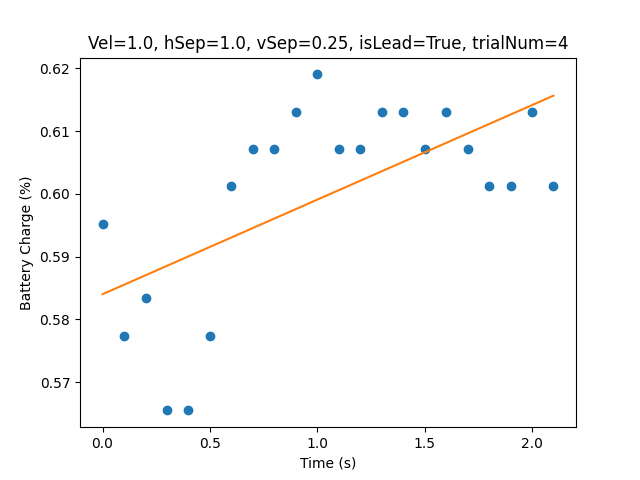 Vel=1.0, hSep=1.0, vSep=0.25, isLead=True, trialNum=4
0.62
0.61
0.60
0.59
0.58
0.57
Battery Charge (%)
0.0 0.5 1.0 1.5 2.0
Time (s)